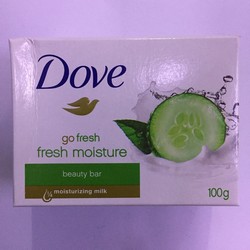 Dove
go fresh
fresh moisture
beauty bar
moisturizing milk
100g